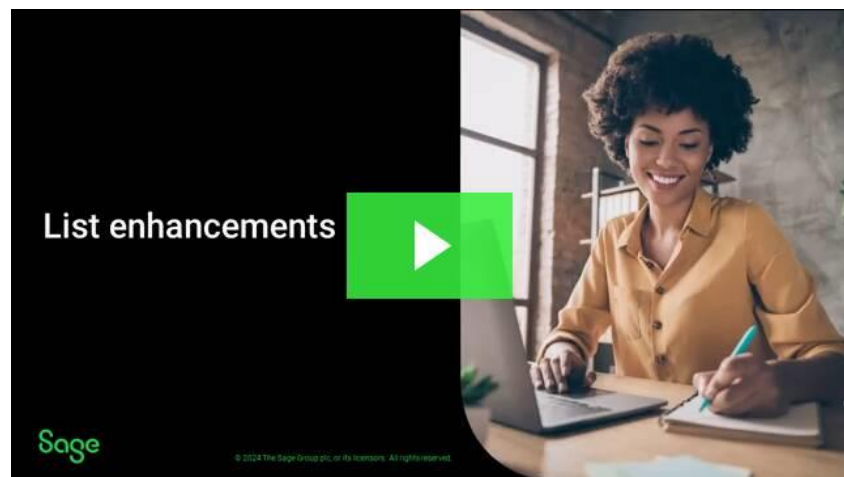 List enhancements
Sage
© 2024 The Sage Group plc, or its licensors. All rights reserved.